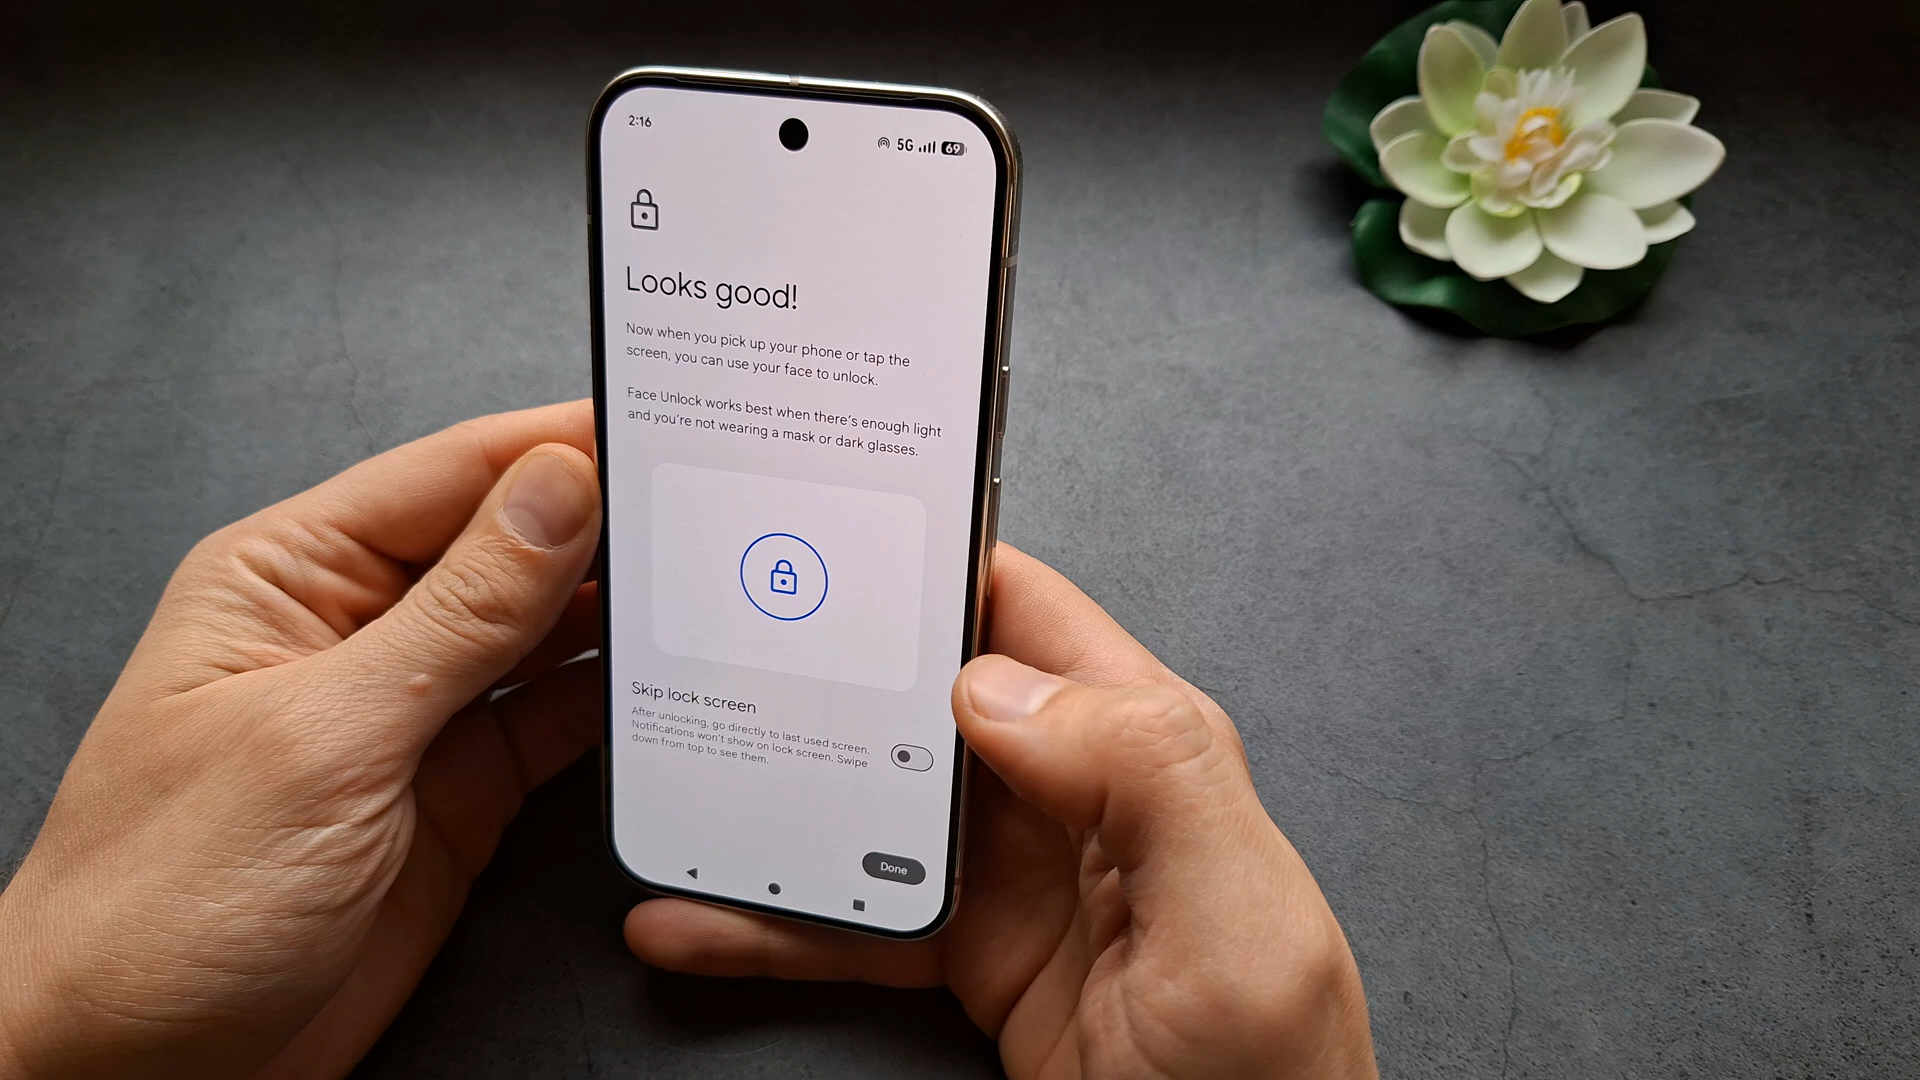 2:16
5G 69
Looks good!
Now when you pick up your phone or tap the
screen, you can use your face to unlock.
Face Unlock works best when there's enough light
and you're not wearing a mask or dark glasses.
Skip lock screen
After unlocking, go directly to last used screen.
Notifications won't show on lock screen. Swipe
down from top to see them.
Done